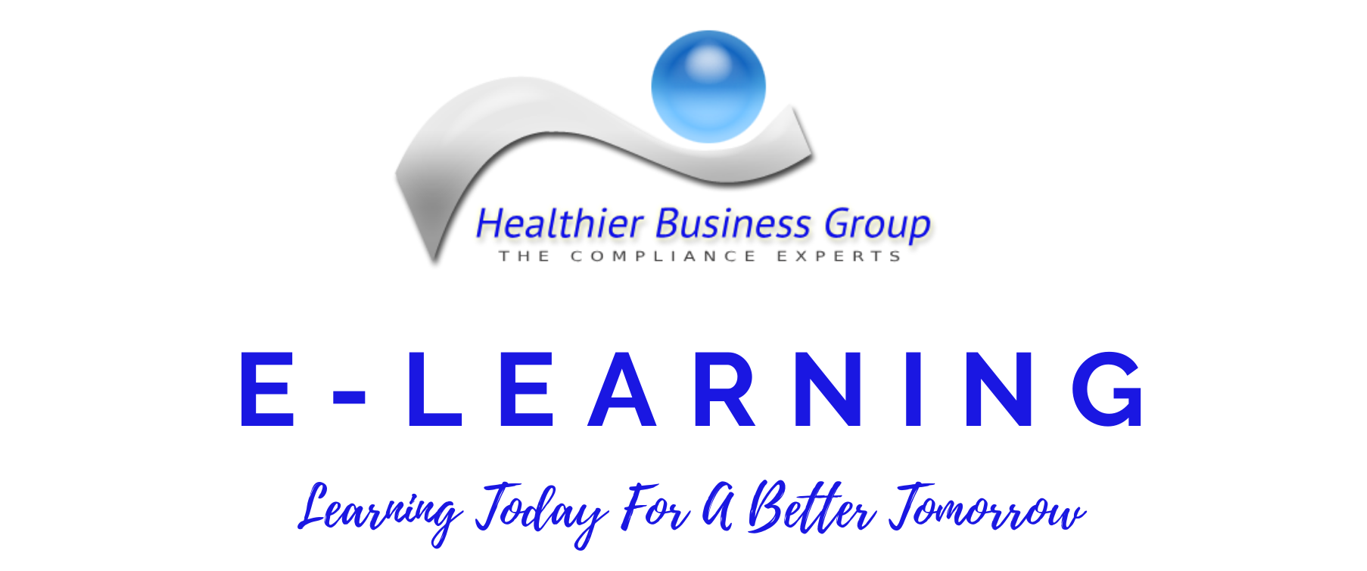 Healthier Business Group
THE COMPLIANCE EXPERTS
E-LEARNING
Learning Today For A Better Tomorrow